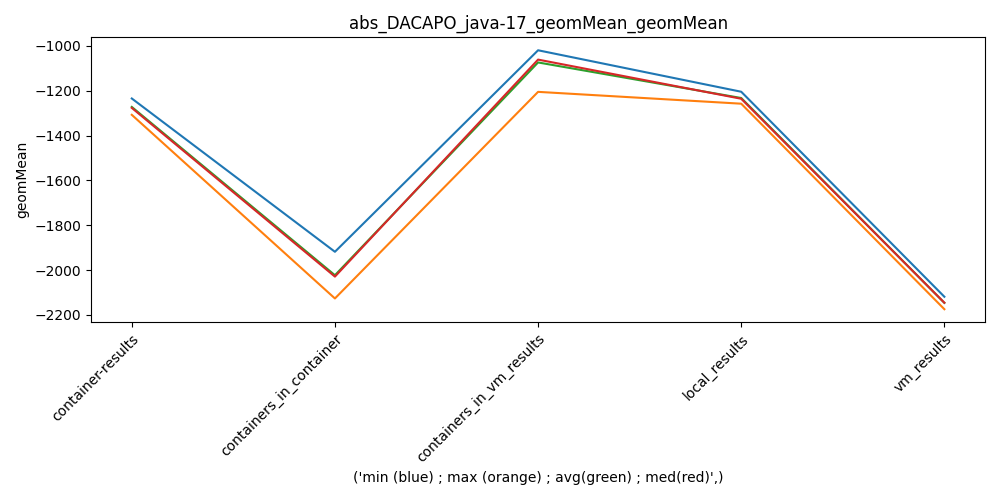 abs_DACAPO_java-17_geomMean_geomMean
geomMean
−1000
−1200
−1400
−1600
−1800
−2000
−2200
container-results
containers_in_container
containers_in_vm_results
local_results
vm_results
('min (blue) ; max (orange) ; avg(green) ; med(red)',)